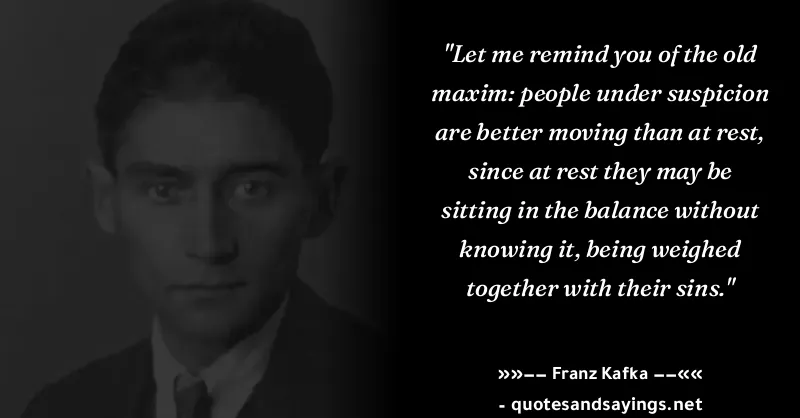 "Let me remind you of the old
maxim: people under suspicion
are better moving than at rest,
since at rest they may be
sitting in the balance without
knowing it, being weighed
together with their sins."
»»−− Franz Kafka −−««
- quotesandsayings.net